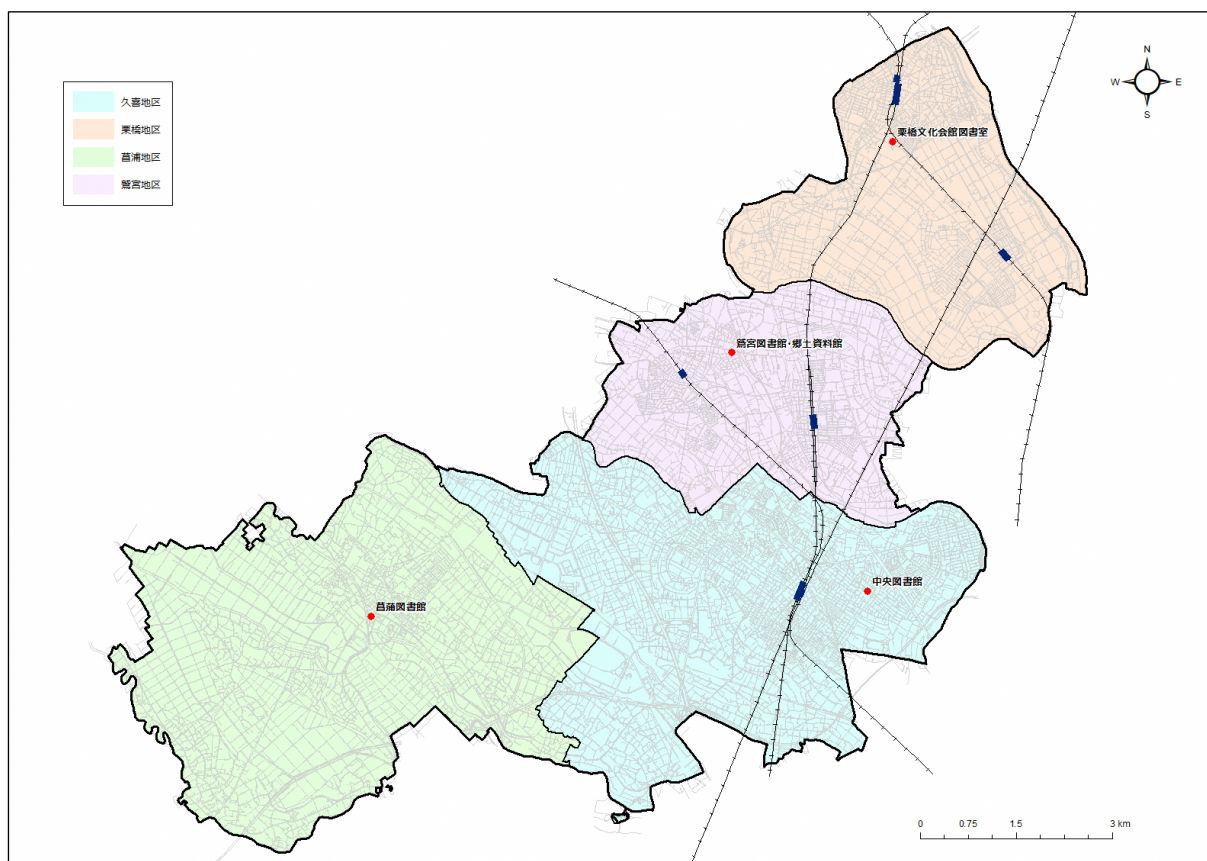 久喜地区
栗橋地区
菖浦地区
鷲宮地区
N
W
E
S
栗橋文化会館図書室
鷲宮図書館・郷土資料館
中央図書館
菖蒲図書館
0
0.75
1.5
3 km